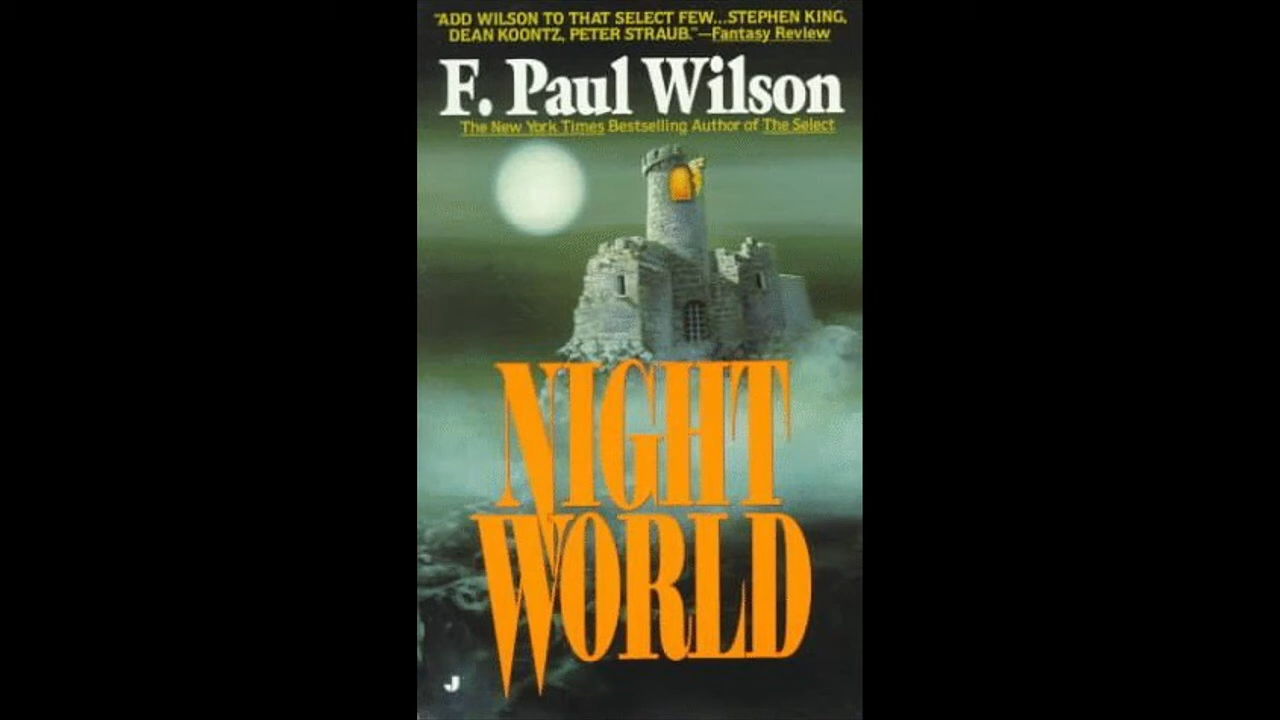 "ADD WILSON TO THAT SELECT FEW...STEPHEN KING,
DEAN KOONTZ, PETER STRAUB."—Fantasy Review
F. Paul Wilson
The New York Times Bestselling Author of The Select
NIGHT
WORLD
J